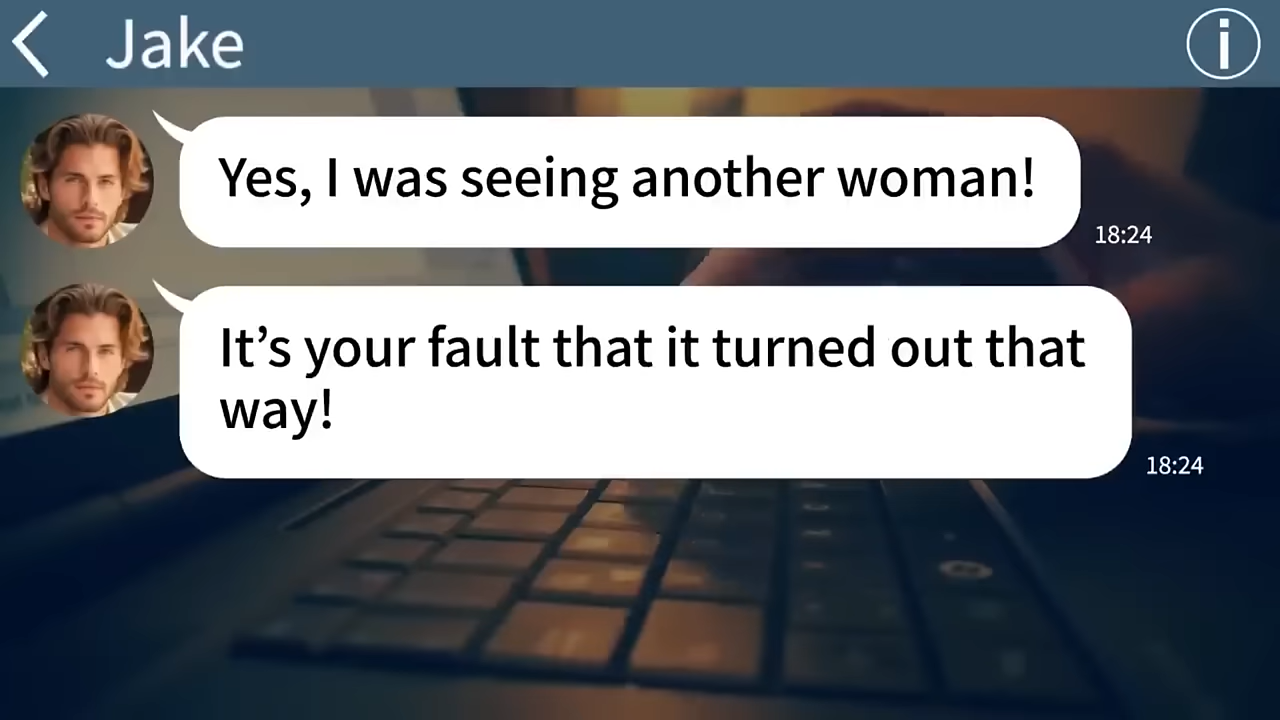 Jake
Yes, I was seeing another woman!
18:24
It’s your fault that it turned out that
way!
18:24